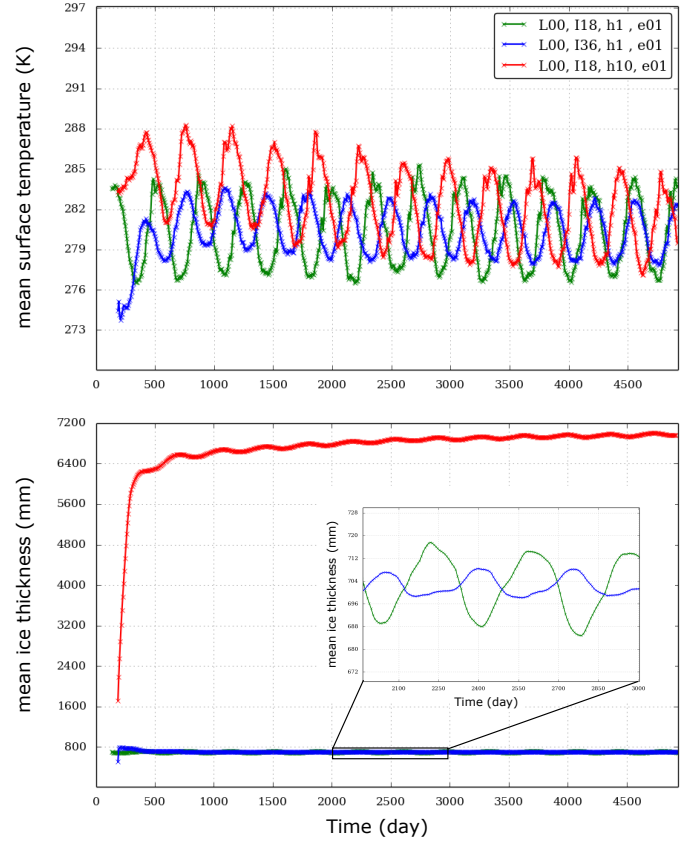 297
294
291
288
285
282
279
276
273
mean surface temperature (K)
L00, I18, h1 , e01
L00, I36, h1 , e01
L00, I18, h10, e01
0 500 1000 1500 2000 2500 3000 3500 4000 4500
7200
6400
5600
4800
4000
3200
2400
1600
800
mean ice thickness (mm)
728
720
712
704
696
688
680
672
mean ice thickness (mm)
2100 2250 2400 2550 2700 2850 3000
Time (day)
0 500 1000 1500 2000 2500 3000 3500 4000 4500
Time (day)